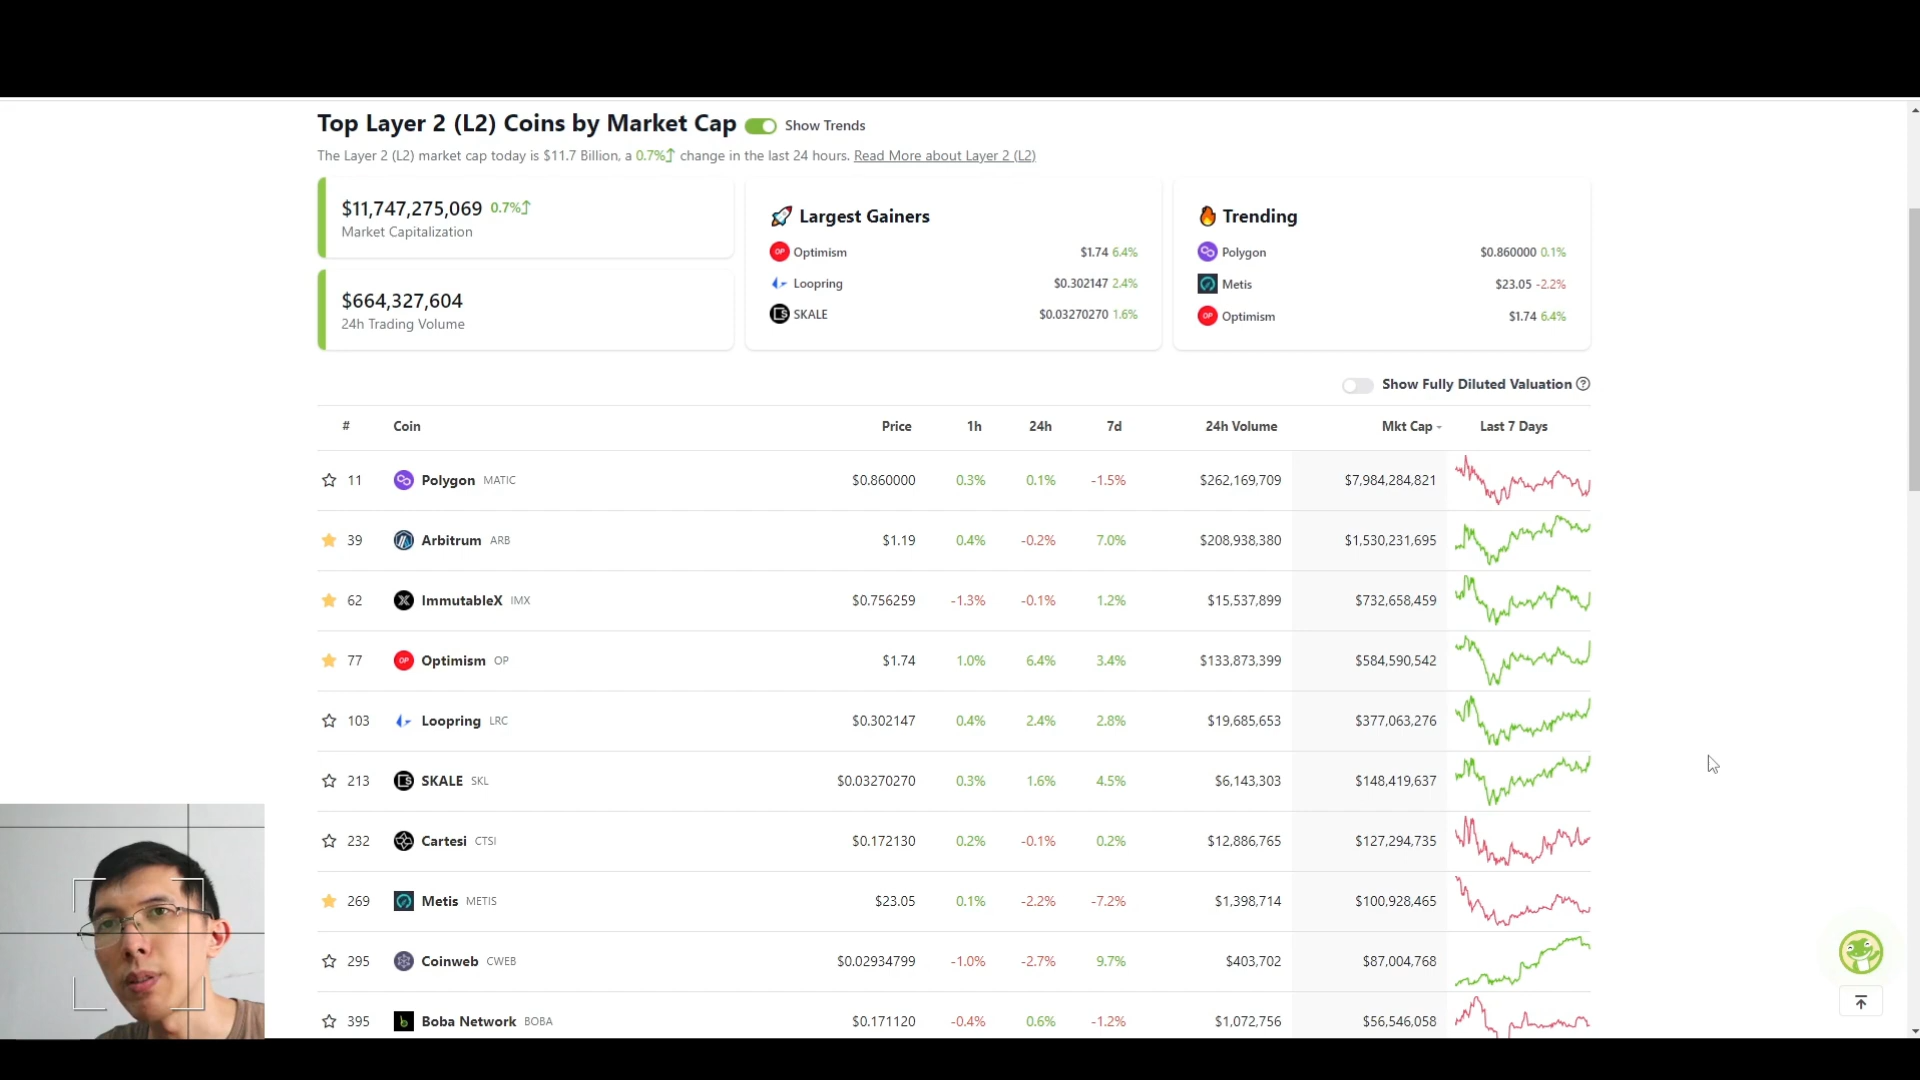 Top Layer 2 (L2) Coins by Market Cap Show Trends
The Layer 2 (L2) market cap today is $11.7 Billion, a 0.7% change in the last 24 hours. Read More about Layer 2 (L2)
$11,747,275,069 0.7%
Market Capitalization
$664,327,604
24h Trading Volume
Largest Gainers
OP Optimism $1.74 6.4%
Loopring $0.302147 2.4%
SKALE $0.03270270 1.6%
Trending
Polygon $0.860000 0.1%
Metis $23.05 -2.2%
OP Optimism $1.74 6.4%
Show Fully Diluted Valuation ?
# Coin Price 1h 24h 7d 24h Volume Mkt Cap Last 7 Days
11 Polygon MATIC $0.860000 0.3% 0.1% -1.5% $262,169,709 $7,984,284,821
39 Arbitrum ARB $1.19 0.4% -0.2% 7.0% $208,938,380 $1,530,231,695
62 ImmutableX IMX $0.756259 -1.3% -0.1% 1.2% $15,537,899 $732,658,459
77 OP Optimism OP $1.74 1.0% 6.4% 3.4% $133,873,399 $584,590,542
103 Loopring LRC $0.302147 0.4% 2.4% 2.8% $19,685,653 $377,063,276
213 SKALE SKL $0.03270270 0.3% 1.6% 4.5% $6,143,303 $148,419,637
232 Cartesi CTSI $0.172130 0.2% -0.1% 0.2% $12,886,765 $127,294,735
269 Metis METIS $23.05 0.1% -2.2% -7.2% $1,398,714 $100,928,465
295 Coinweb CWEB $0.02934799 -1.0% -2.7% 9.7% $403,702 $87,004,768
395 b Boba Network BOBA $0.171120 -0.4% 0.6% -1.2% $1,072,756 $56,546,058